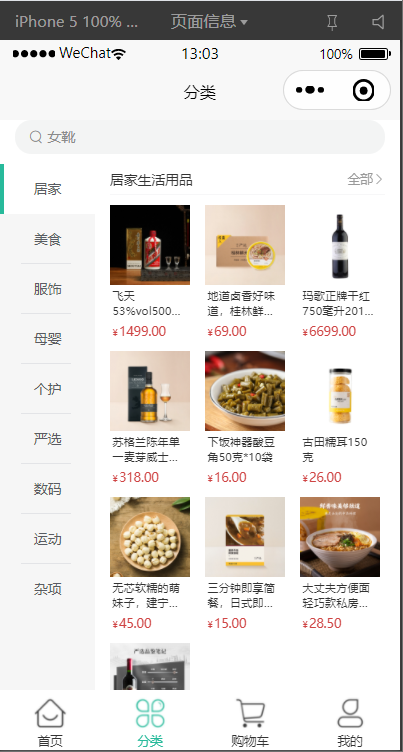 iPhone 5 100% ... 页面信息
WeChat 13:03 100%
分类
女靴
居家
美食
服饰
母婴
个护
严选
数码
运动
杂项
居家生活用品 全部
飞天
53%vol500...
¥1499.00
地道卤香好味
道，桂林鲜...
¥69.00
玛歌正牌干红
750毫升201...
¥6699.00
苏格兰陈年单
一麦芽威士...
¥318.00
下饭神器酸豆
角50克*10袋
¥16.00
古田糯耳150
克
¥26.00
无芯软糯的萌
妹子，建宁...
¥45.00
三分钟即享简
餐，日式即...
¥15.00
大丈夫方便面
轻巧款私房...
¥28.50
首页
分类
购物车
我的